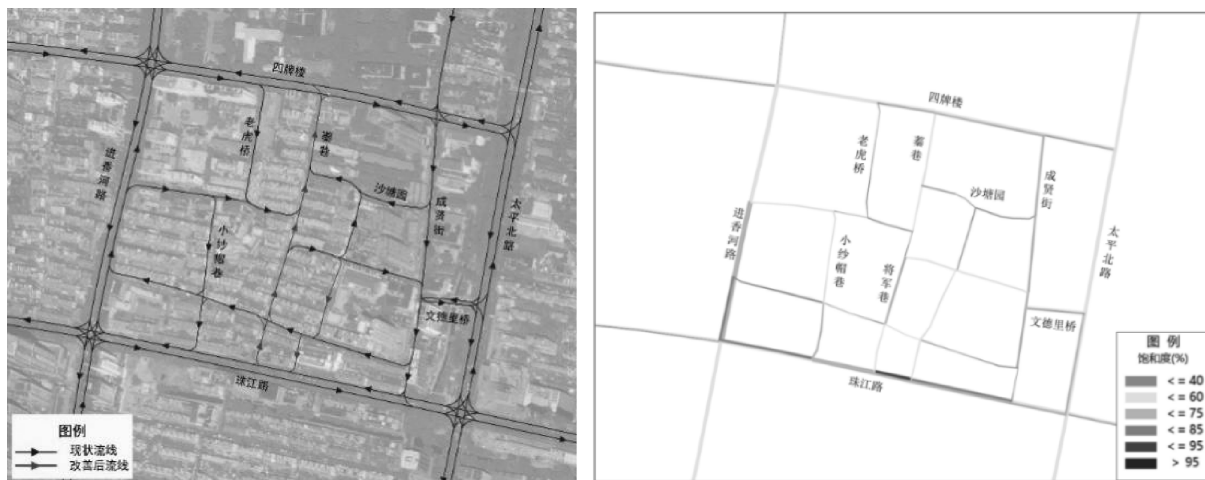 四牌楼
老虎桥
蓁巷
沙塘园
进香河路
成贤街
太平北路
小纱帽巷
文德里桥
珠江路
图例
现状流线
改善后流线
四牌楼
老虎桥
蓁巷
成贤街
沙塘园
太平北路
进香河路
小纱帽巷
将军巷
文德里桥
珠江路
图 例
饱和度(%)
< = 40
< = 60
< = 75
< = 85
< = 95
> 95